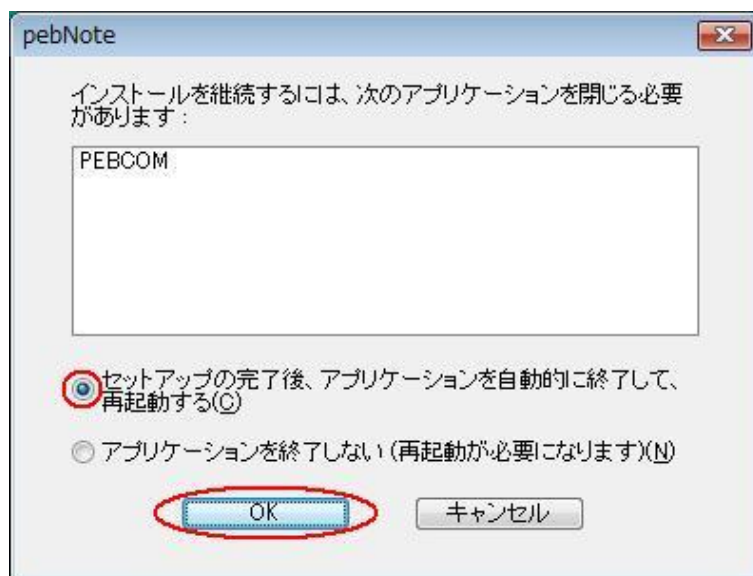 pebNote
インストールを継続するには、次のアプリケーションを閉じる必要
があります：
PEBCOM
セットアップの完了後、アプリケーションを自動的に終了して、
再起動する(C)
アプリケーションを終了しない（再起動が必要になります）(N)
OK
キャンセル